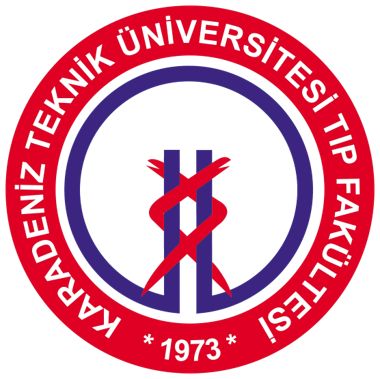 KARADENİZ TEKNİK ÜNİVERSİTESİ TIP FAKÜLTESİ
* 1973 *